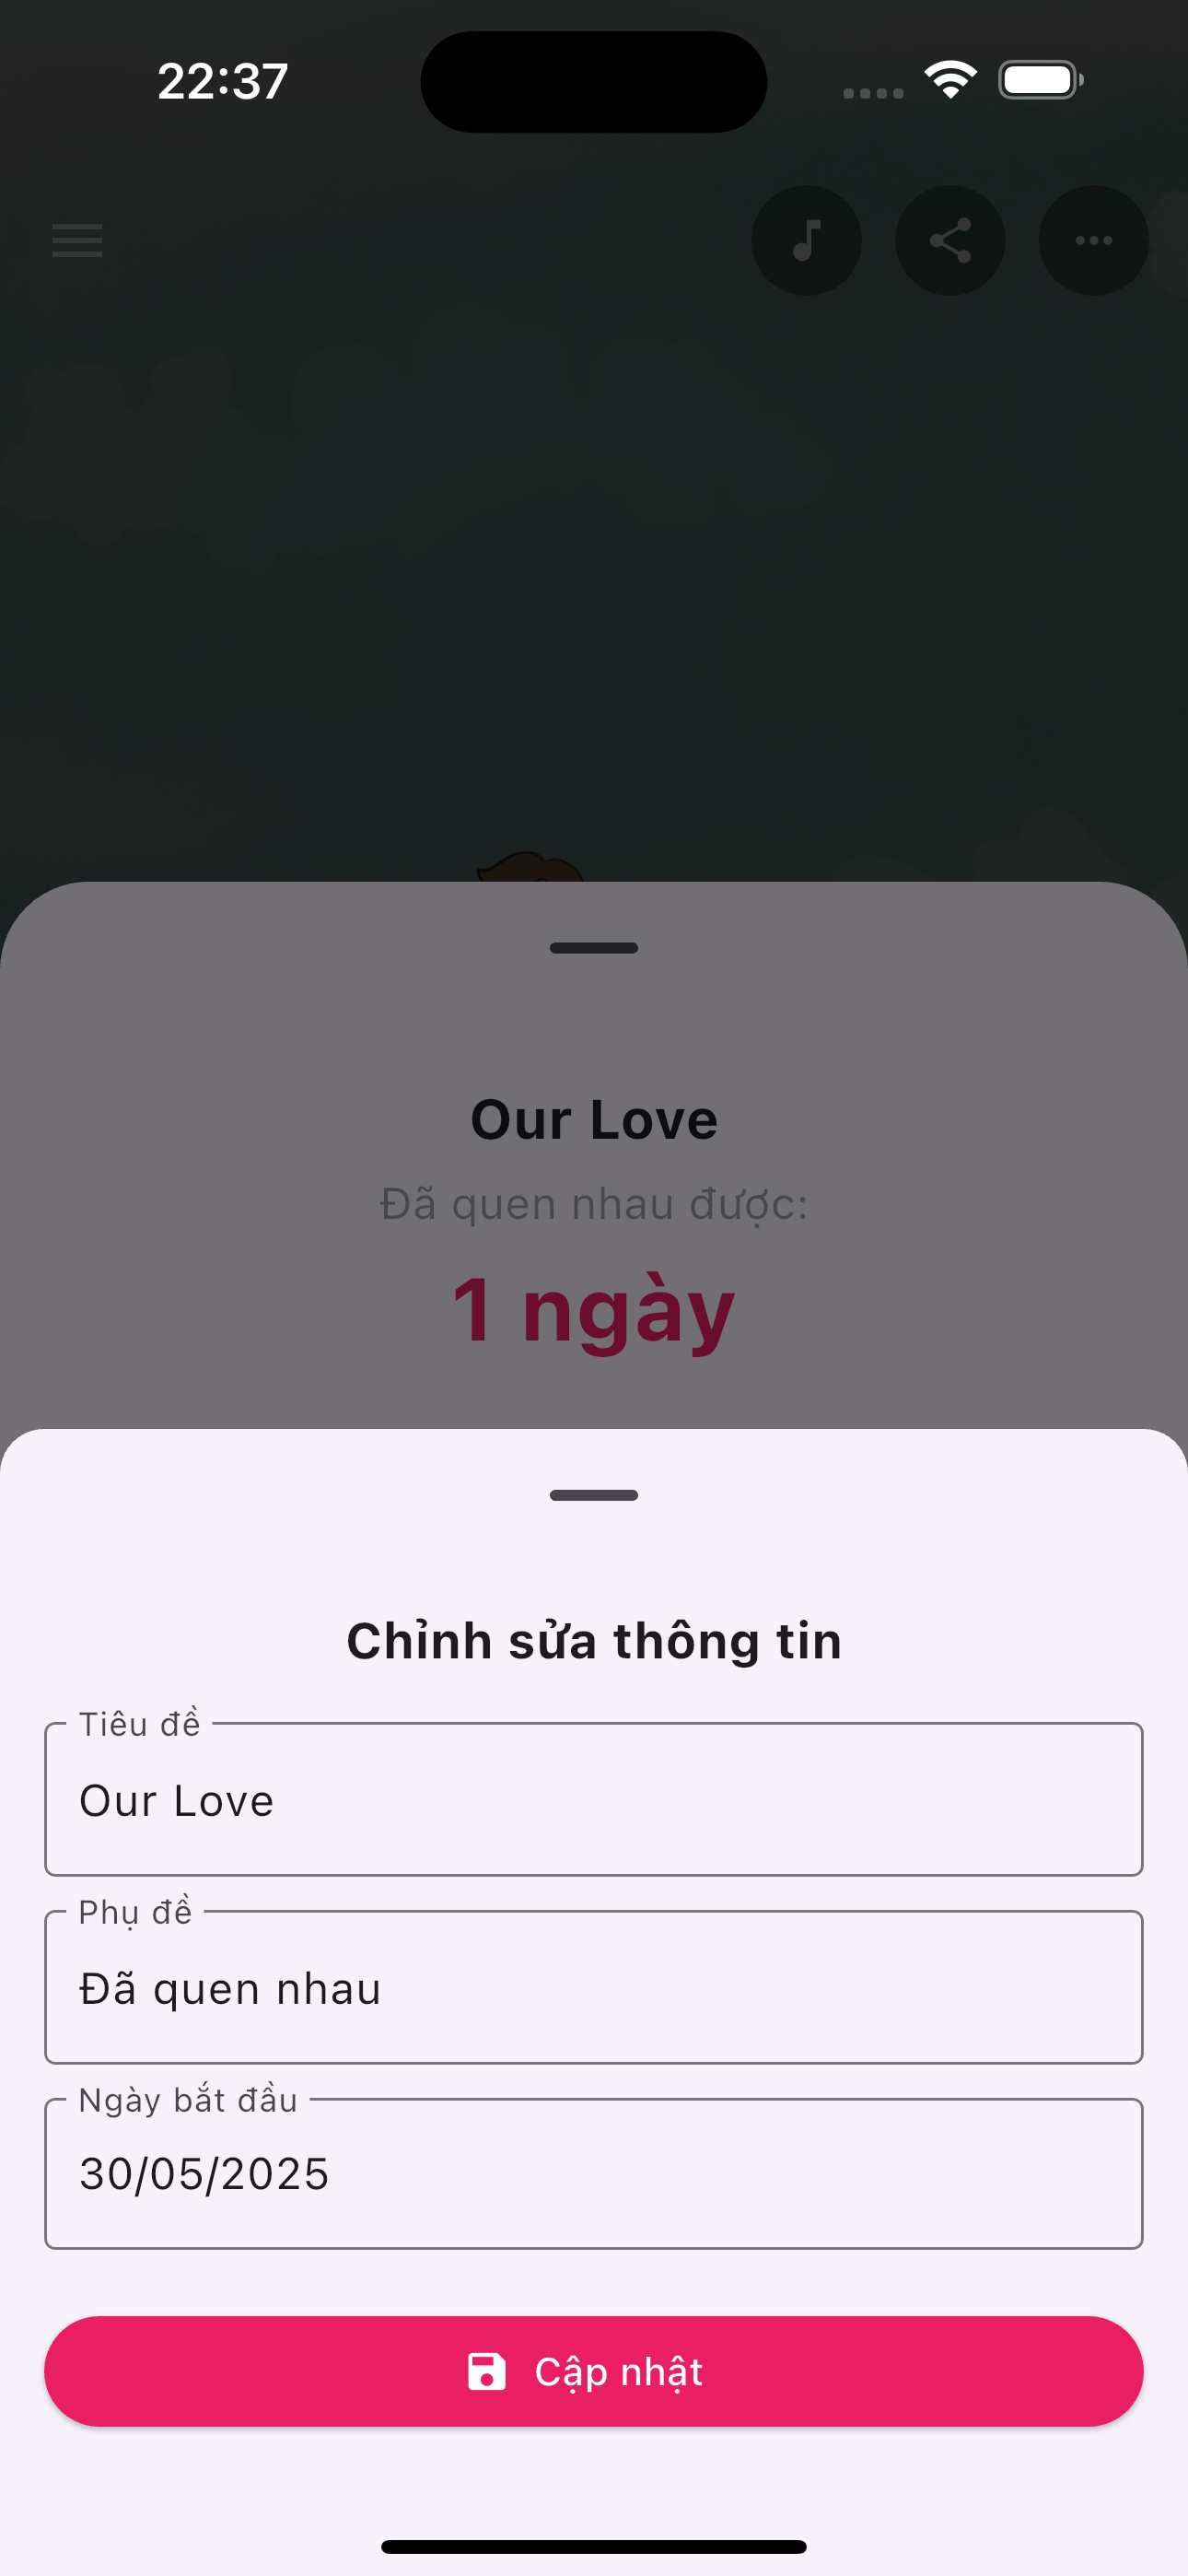 22:37
Our Love
Đã quen nhau được:
1 ngày
Chỉnh sửa thông tin
Tiêu đề
Our Love
Phụ đề
Đã quen nhau
Ngày bắt đầu
30/05/2025
Cập nhật